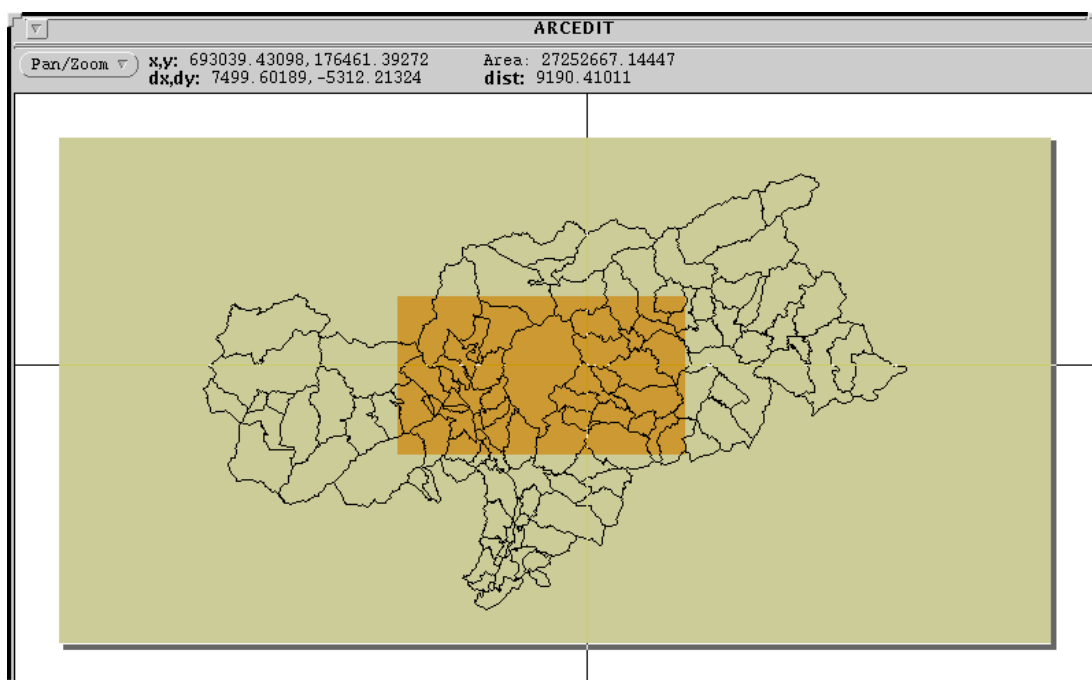 ARCEDIT
Pan/Zoom
x,y: 693039.43098,176461.39272 Area: 27252667.14447
dx,dy: 7499.60189,-5312.21324 dist: 9190.41011